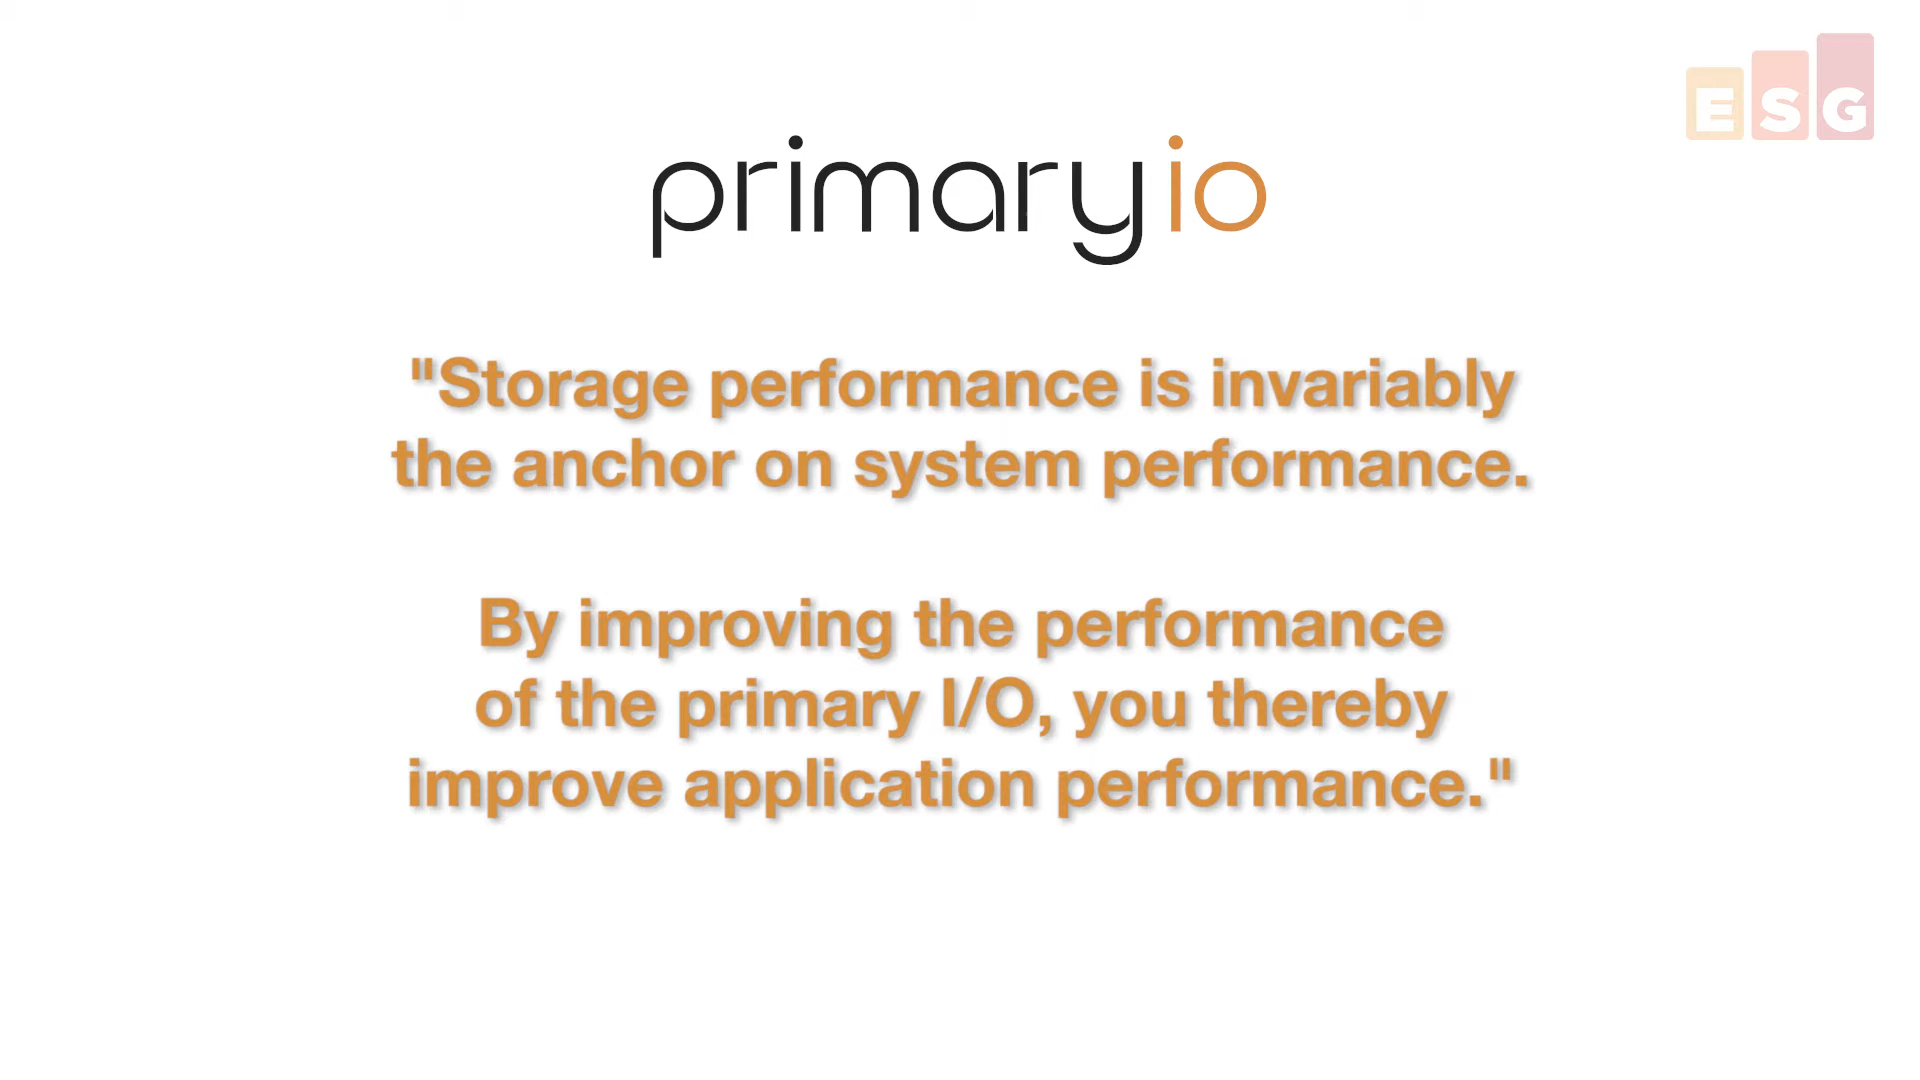 ESG
primaryio
"Storage performance is invariably
the anchor on system performance.
By improving the performance
of the primary I/O, you thereby
improve application performance."